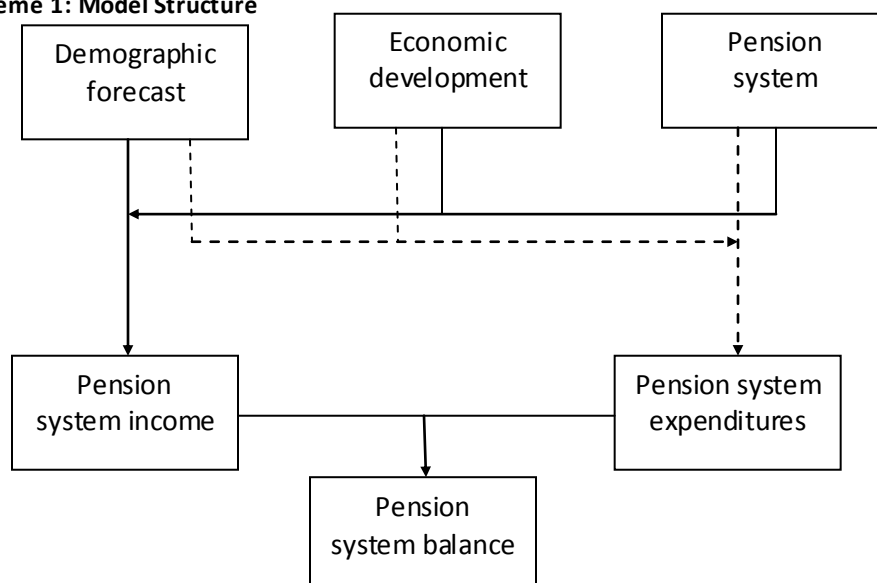 eme 1: Model Structure
Demographic
forecast
Economic
development
Pension
system
Pension
system income
Pension system
expenditures
Pension
system balance